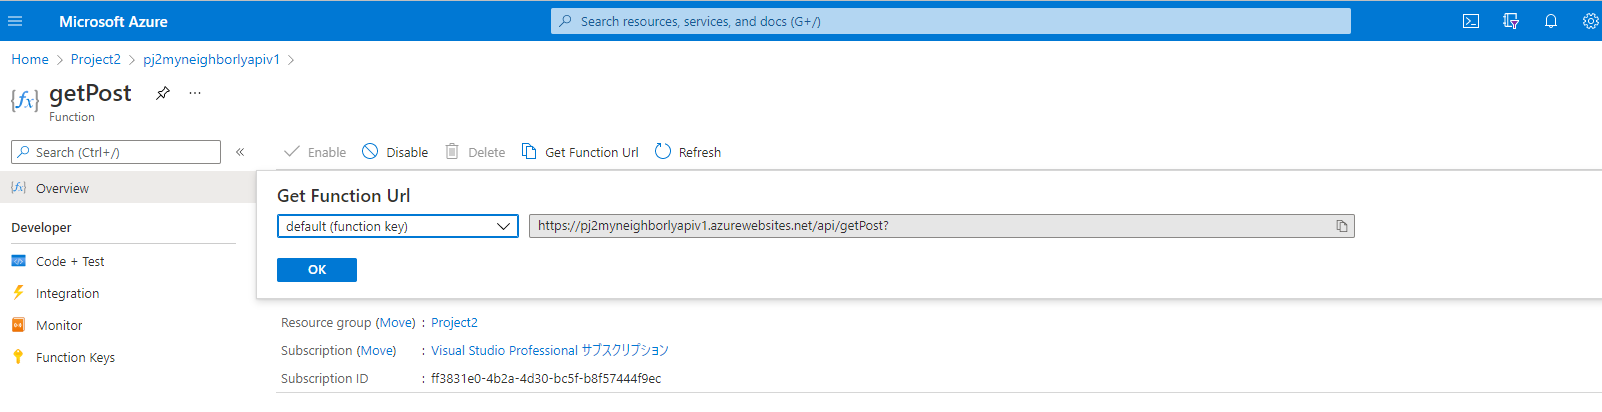 Microsoft Azure
Search resources, services, and docs (G+/)
Home > Project2 > pj2myneighborlyapiv1 >
{fx} getPost ...
Function
Search (Ctrl+/) «
Enable Disable Delete Get Function Url Refresh
{fx} Overview
Get Function Url
default (function key) https://pj2myneighborlyapiv1.azurewebsites.net/api/getPost?
OK
Developer
Code + Test
Integration
Monitor
Function Keys
Resource group (Move) : Project2
Subscription (Move) : Visual Studio Professional サブスクリプション
Subscription ID : ff3831e0-4b2a-4d30-bc5f-b8f57444f9ec